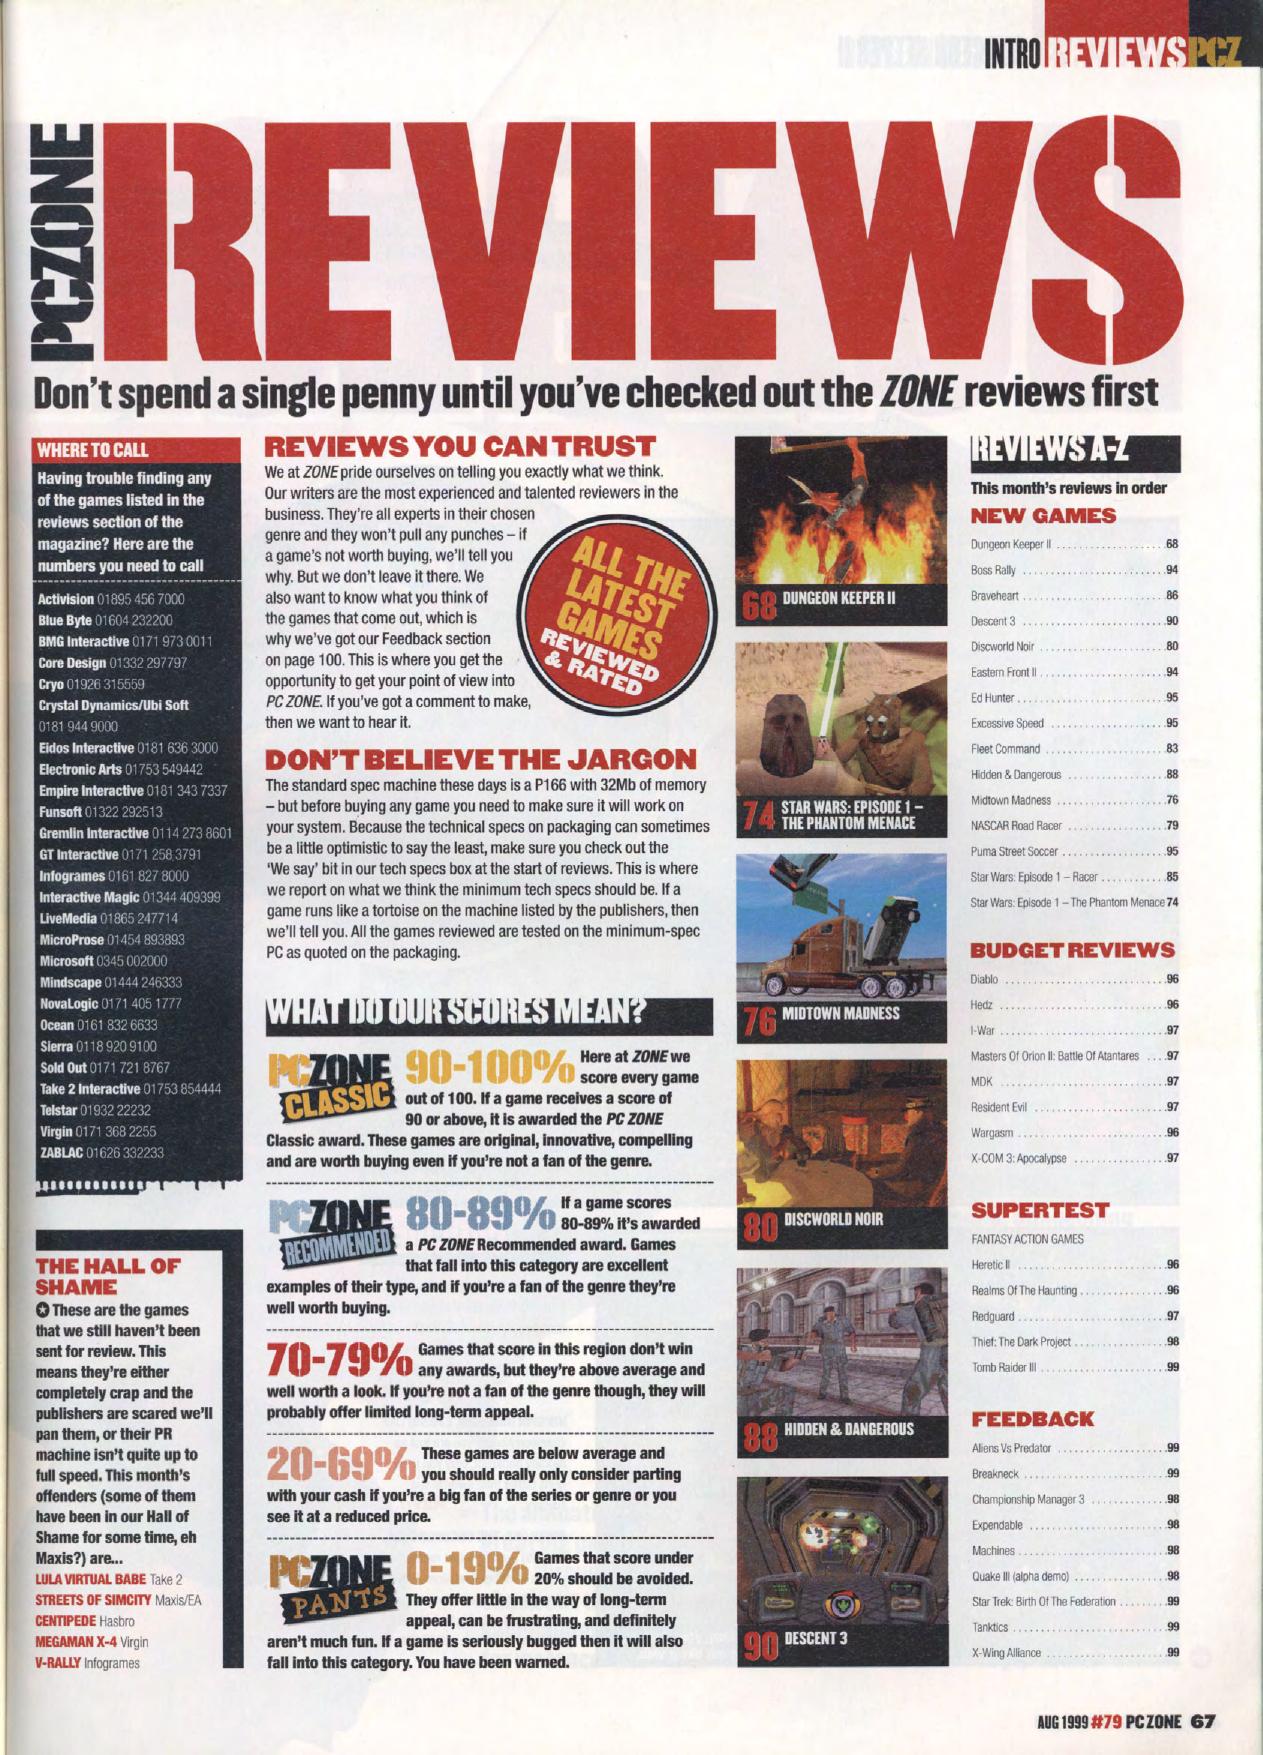 INTRO REVIEWS PCZ
PCZONE
REVIEWS
Don't spend a single penny until you've checked out the ZONE reviews first
WHERE TO CALL
Having trouble finding any
of the games listed in the
reviews section of the
magazine? Here are the
numbers you need to call
Activision 01895 456 7000
Blue Byte 01604 232200
BMG Interactive 0171 973 0011
Core Design 01332 297797
Cryo 01926 315559
Crystal Dynamics/Ubi Soft
0181 944 9000
Eidos Interactive 0181 636 3000
Electronic Arts 01753 549442
Empire Interactive 0181 343 7337
Funsoft 01322 292513
Gremlin Interactive 0114 273 8601
GT Interactive 0171 258 3791
Infogrames 0161 827 8000
Interactive Magic 01344 409399
LiveMedia 01865 247714
MicroProse 01454 893893
Microsoft 0345 002000
Mindscape 01444 246333
NovaLogic 0171 405 1777
Ocean 0161 832 6633
Sierra 0118 920 9100
Sold Out 0171 721 8767
Take 2 Interactive 01753 854444
Telstar 01932 22232
Virgin 0171 368 2255
ZABLAC 01626 332233
THE HALL OF
SHAME
These are the games
that we still haven't been
sent for review. This
means they're either
completely crap and the
publishers are scared we'll
pan them, or their PR
machine isn't quite up to
full speed. This month's
offenders (some of them
have been in our Hall of
Shame for some time, eh
Maxis?) are...
LULA VIRTUAL BABE Take 2
STREETS OF SIMCITY Maxis/EA
CENTIPEDE Hasbro
MEGAMAN X-4 Virgin
V-RALLY Infogrames
REVIEWS YOU CAN TRUST
We at ZONE pride ourselves on telling you exactly what we think.
Our writers are the most experienced and talented reviewers in the
business. They're all experts in their chosen
genre and they won't pull any punches – if
a game's not worth buying, we'll tell you
why. But we don't leave it there. We
also want to know what you think of
the games that come out, which is
why we've got our Feedback section
on page 100. This is where you get the
opportunity to get your point of view into
PC ZONE. If you've got a comment to make,
then we want to hear it.
ALL THE
LATEST
GAMES
REVIEWED
& RATED
DON'T BELIEVE THE JARGON
The standard spec machine these days is a P166 with 32Mb of memory
– but before buying any game you need to make sure it will work on
your system. Because the technical specs on packaging can sometimes
be a little optimistic to say the least, make sure you check out the
'We say' bit in our tech specs box at the start of reviews. This is where
we report on what we think the minimum tech specs should be. If a
game runs like a tortoise on the machine listed by the publishers, then
we'll tell you. All the games reviewed are tested on the minimum-spec
PC as quoted on the packaging.
WHAT DO OUR SCORES MEAN?
PCZONE CLASSIC
90-100% Here at ZONE we
score every game
out of 100. If a game receives a score of
90 or above, it is awarded the PC ZONE
Classic award. These games are original, innovative, compelling
and are worth buying even if you're not a fan of the genre.
PCZONE RECOMMENDED
80-89% If a game scores
80-89% it's awarded
a PC ZONE Recommended award. Games
that fall into this category are excellent
examples of their type, and if you're a fan of the genre they're
well worth buying.
70-79% Games that score in this region don't win
any awards, but they're above average and
well worth a look. If you're not a fan of the genre though, they will
probably offer limited long-term appeal.
20-69% These games are below average and
you should really only consider parting
with your cash if you're a big fan of the series or genre or you
see it at a reduced price.
PCZONE PANTS
0-19% Games that score under
20% should be avoided.
They offer little in the way of long-term
appeal, can be frustrating, and definitely
aren't much fun. If a game is seriously bugged then it will also
fall into this category. You have been warned.
68 DUNGEON KEEPER II
74 STAR WARS: EPISODE 1 –
THE PHANTOM MENACE
76 MIDTOWN MADNESS
80 DISCWORLD NOIR
88 HIDDEN & DANGEROUS
90 DESCENT 3
REVIEWS A-Z
This month's reviews in order
NEW GAMES
Dungeon Keeper II 68
Boss Rally 94
Braveheart 86
Descent 3 90
Discworld Noir 80
Eastern Front II 94
Ed Hunter 95
Excessive Speed 95
Fleet Command 83
Hidden & Dangerous 88
Midtown Madness 76
NASCAR Road Racer 79
Puma Street Soccer 95
Star Wars: Episode 1 – Racer 85
Star Wars: Episode 1 – The Phantom Menace 74
BUDGET REVIEWS
Diablo 96
Hedz 96
I-War 97
Masters Of Orion II: Battle Of Atantares 97
MDK 97
Resident Evil 97
Wargasm 96
X-COM 3: Apocalypse 97
SUPERTEST
FANTASY ACTION GAMES
Heretic II 96
Realms Of The Haunting 96
Redguard 97
Thief: The Dark Project 98
Tomb Raider III 99
FEEDBACK
Aliens Vs Predator 99
Breakneck 99
Championship Manager 3 98
Expendable 98
Machines 98
Quake III (alpha demo) 98
Star Trek: Birth Of The Federation 99
Tanktics 99
X-Wing Alliance 99
AUG 1999 #79 PC ZONE 67